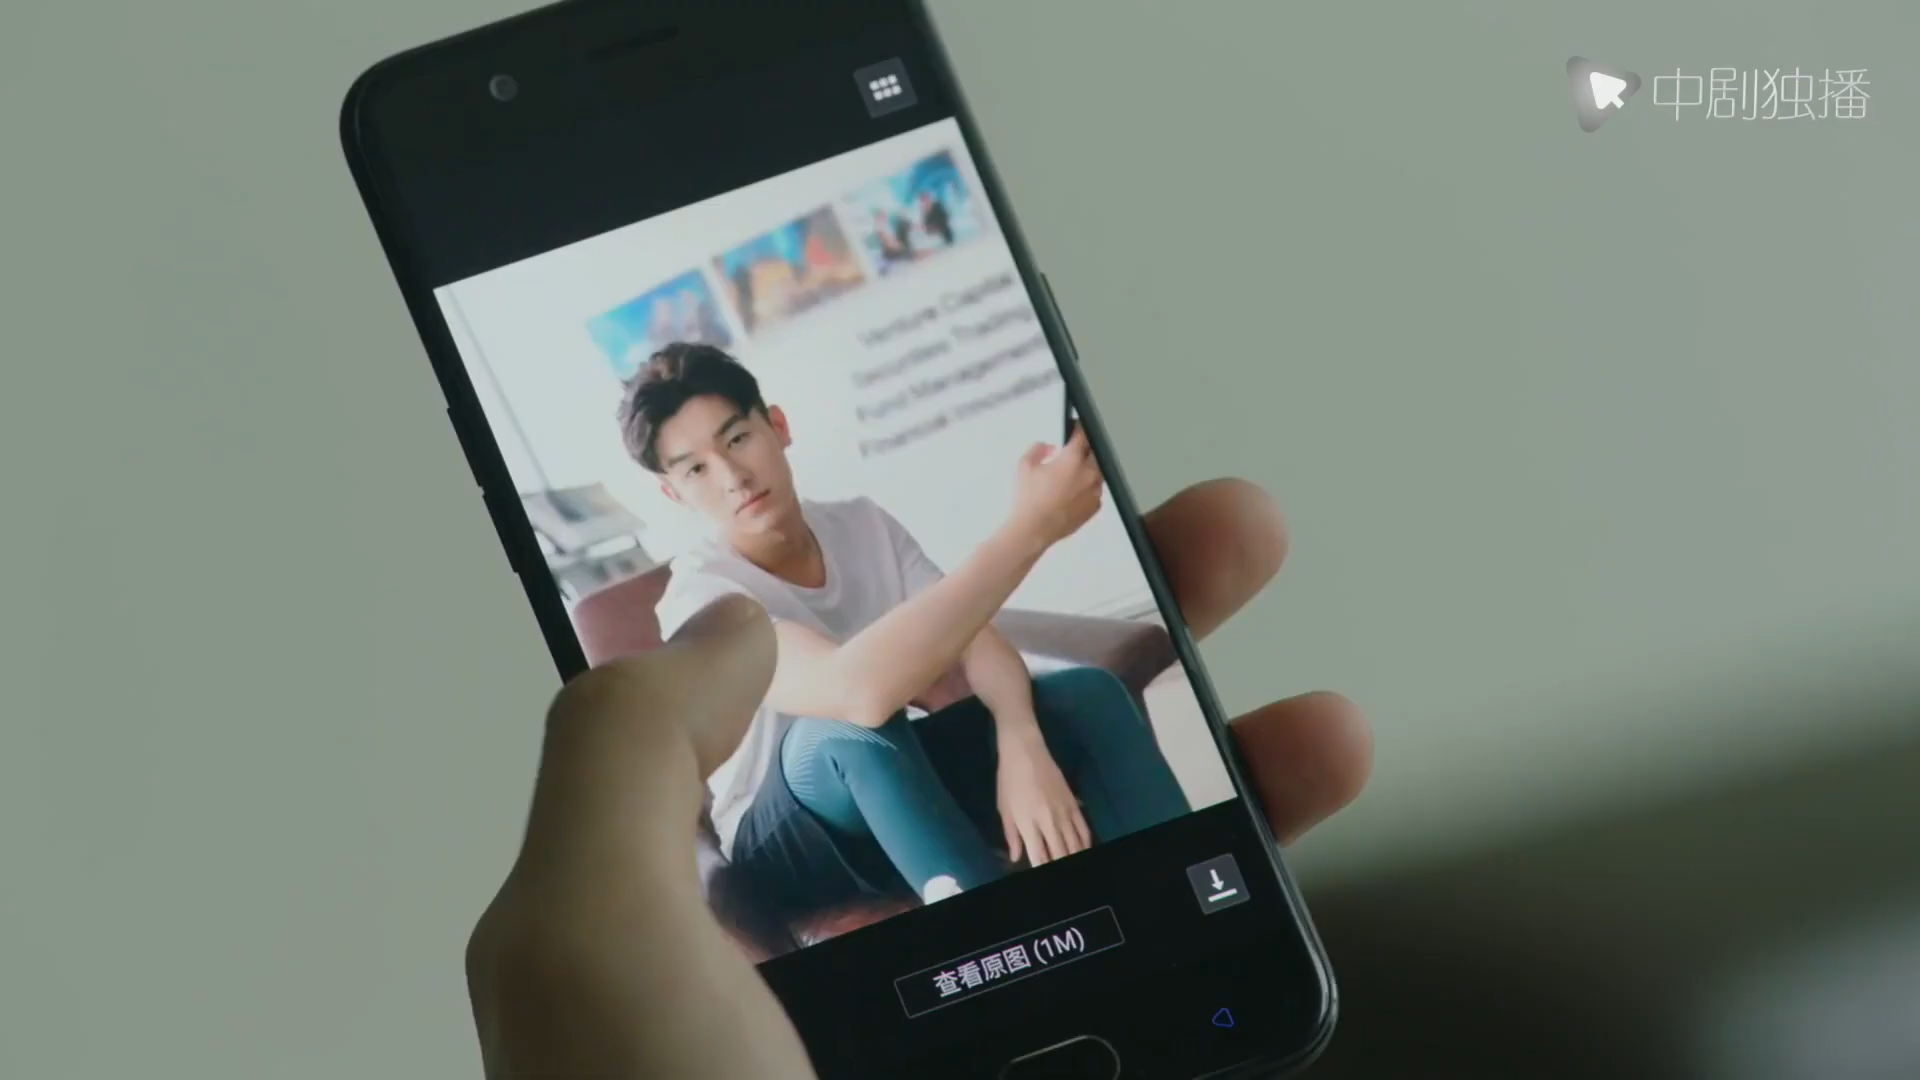 中剧独播
Venture Capital
Securities Trading
Fund Management
Financial Innovation
查看原图 (1M)